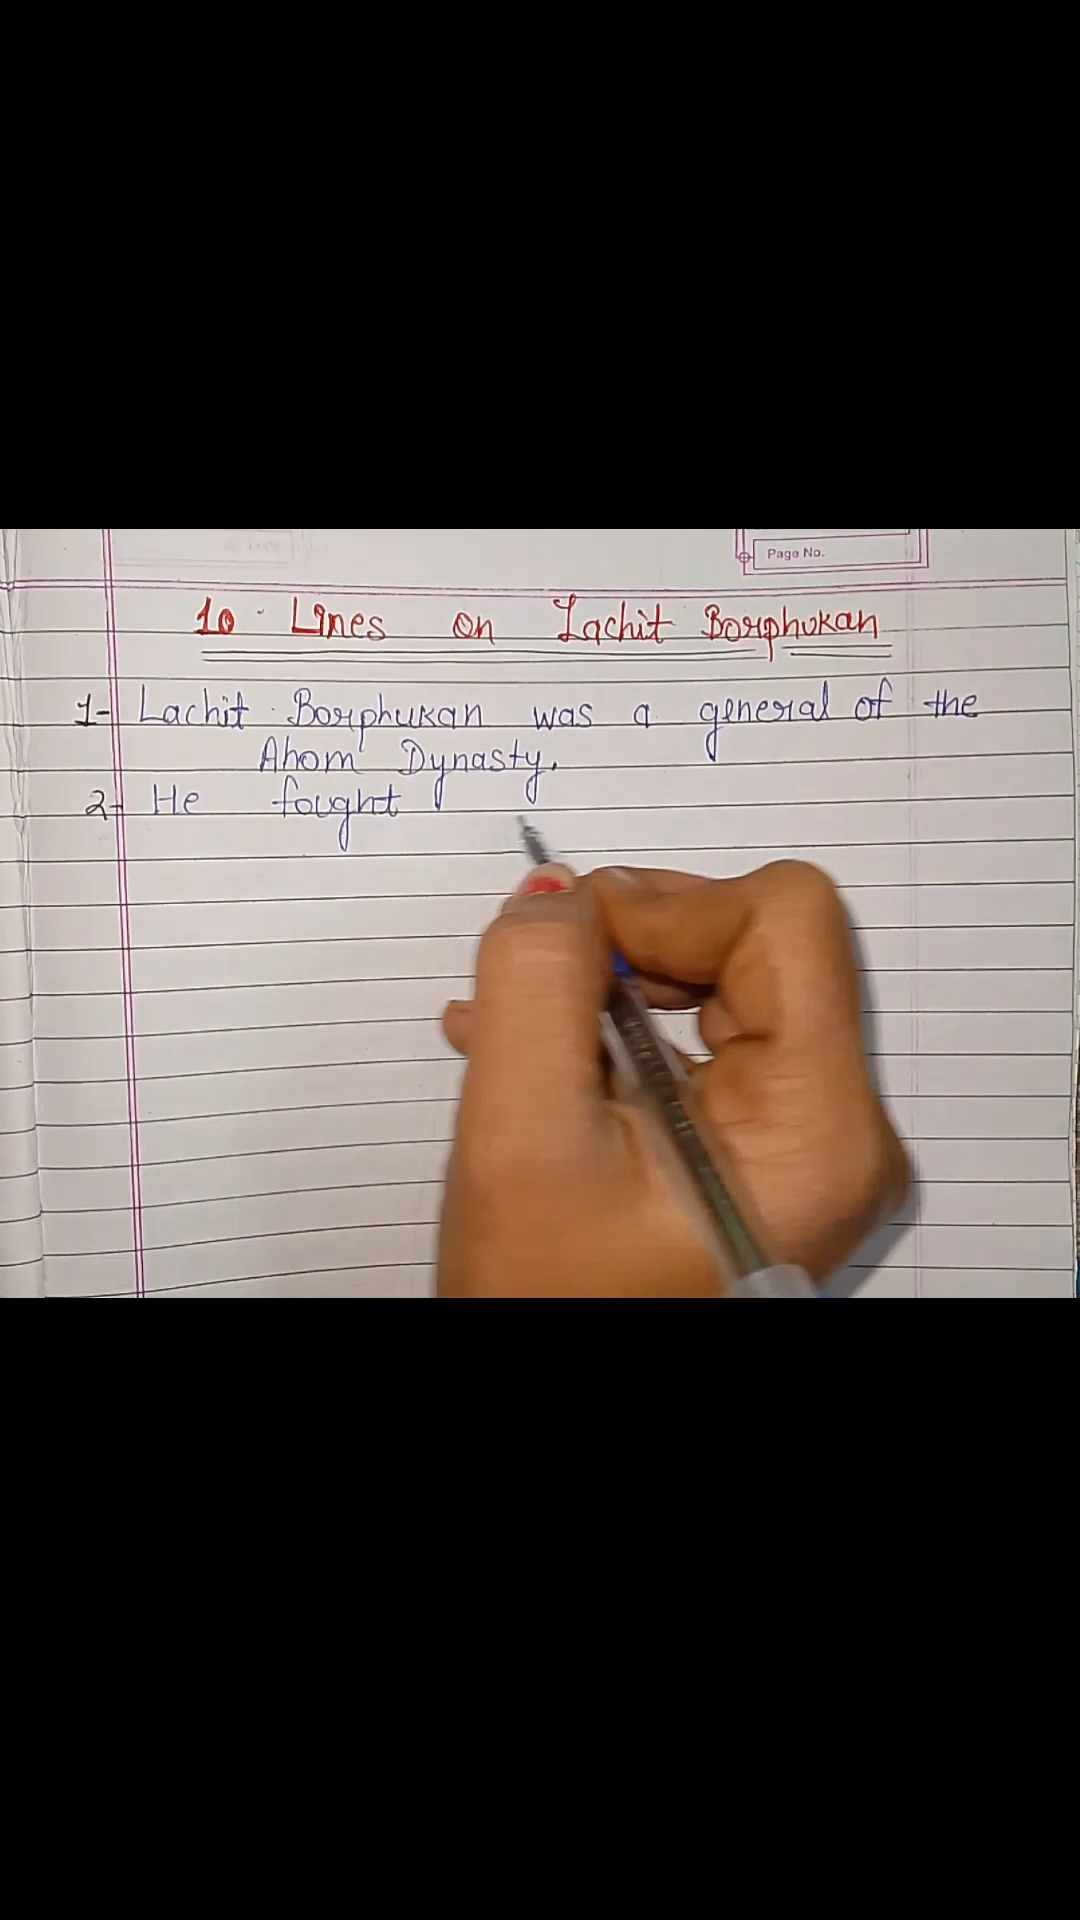 Page No.
10 Lines on Lachit Borphukan
1- Lachit Borphukan was a general of the
Ahom Dynasty.
2- He fought